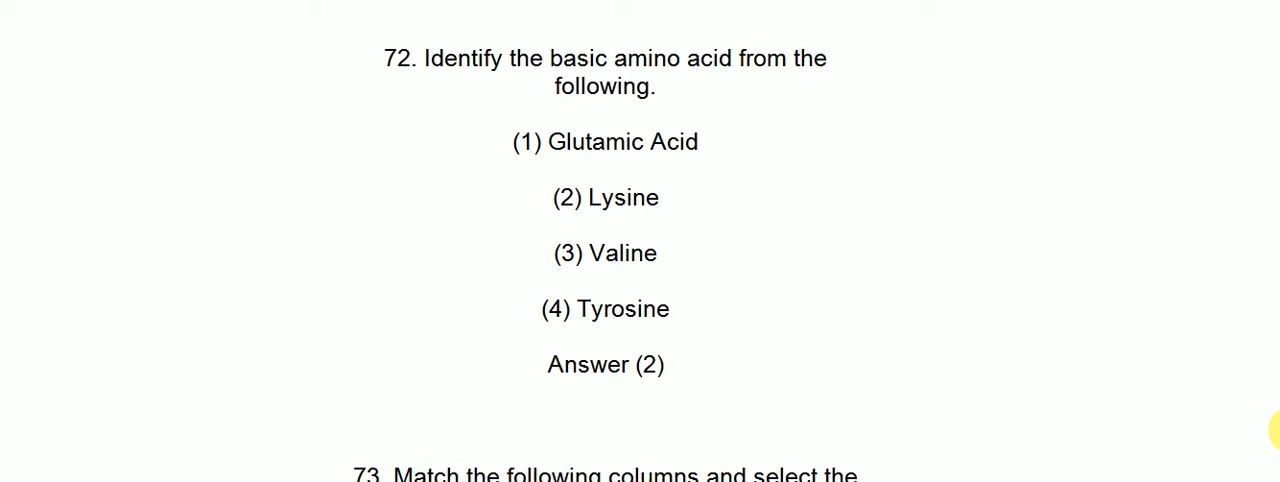 72. Identify the basic amino acid from the
following.
(1) Glutamic Acid
(2) Lysine
(3) Valine
(4) Tyrosine
Answer (2)
73. Match the following columns and select the